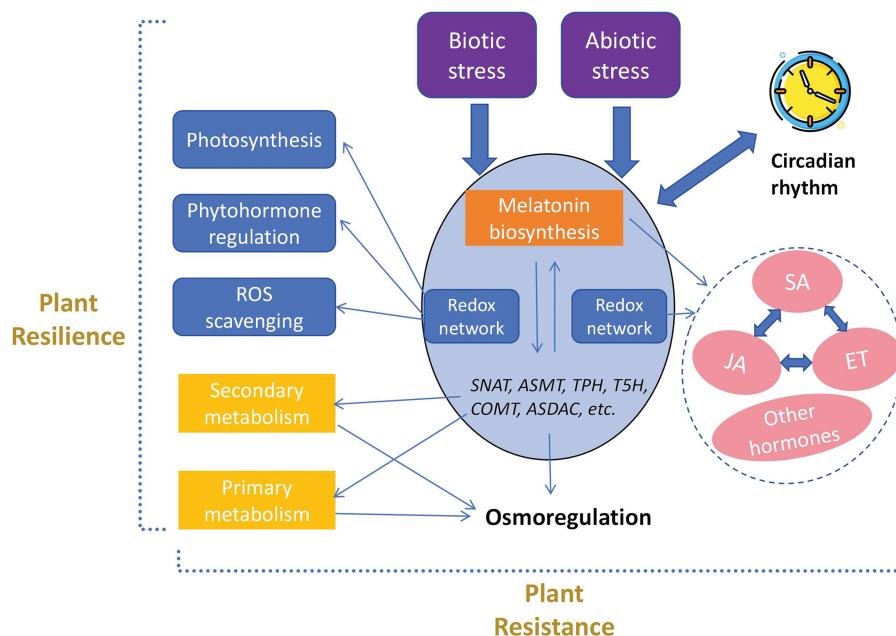 Biotic
stress
Abiotic
stress
Photosynthesis
Circadian
rhythm
Melatonin
biosynthesis
Phytohormone
regulation
SA
Plant
Resilience
ROS
scavenging
Redox
network
Redox
network
JA
ET
Secondary
metabolism
SNAT, ASMT, TPH, T5H,
COMT, ASDAC, etc.
Other
hormones
Primary
metabolism
Osmoregulation
Plant
Resistance